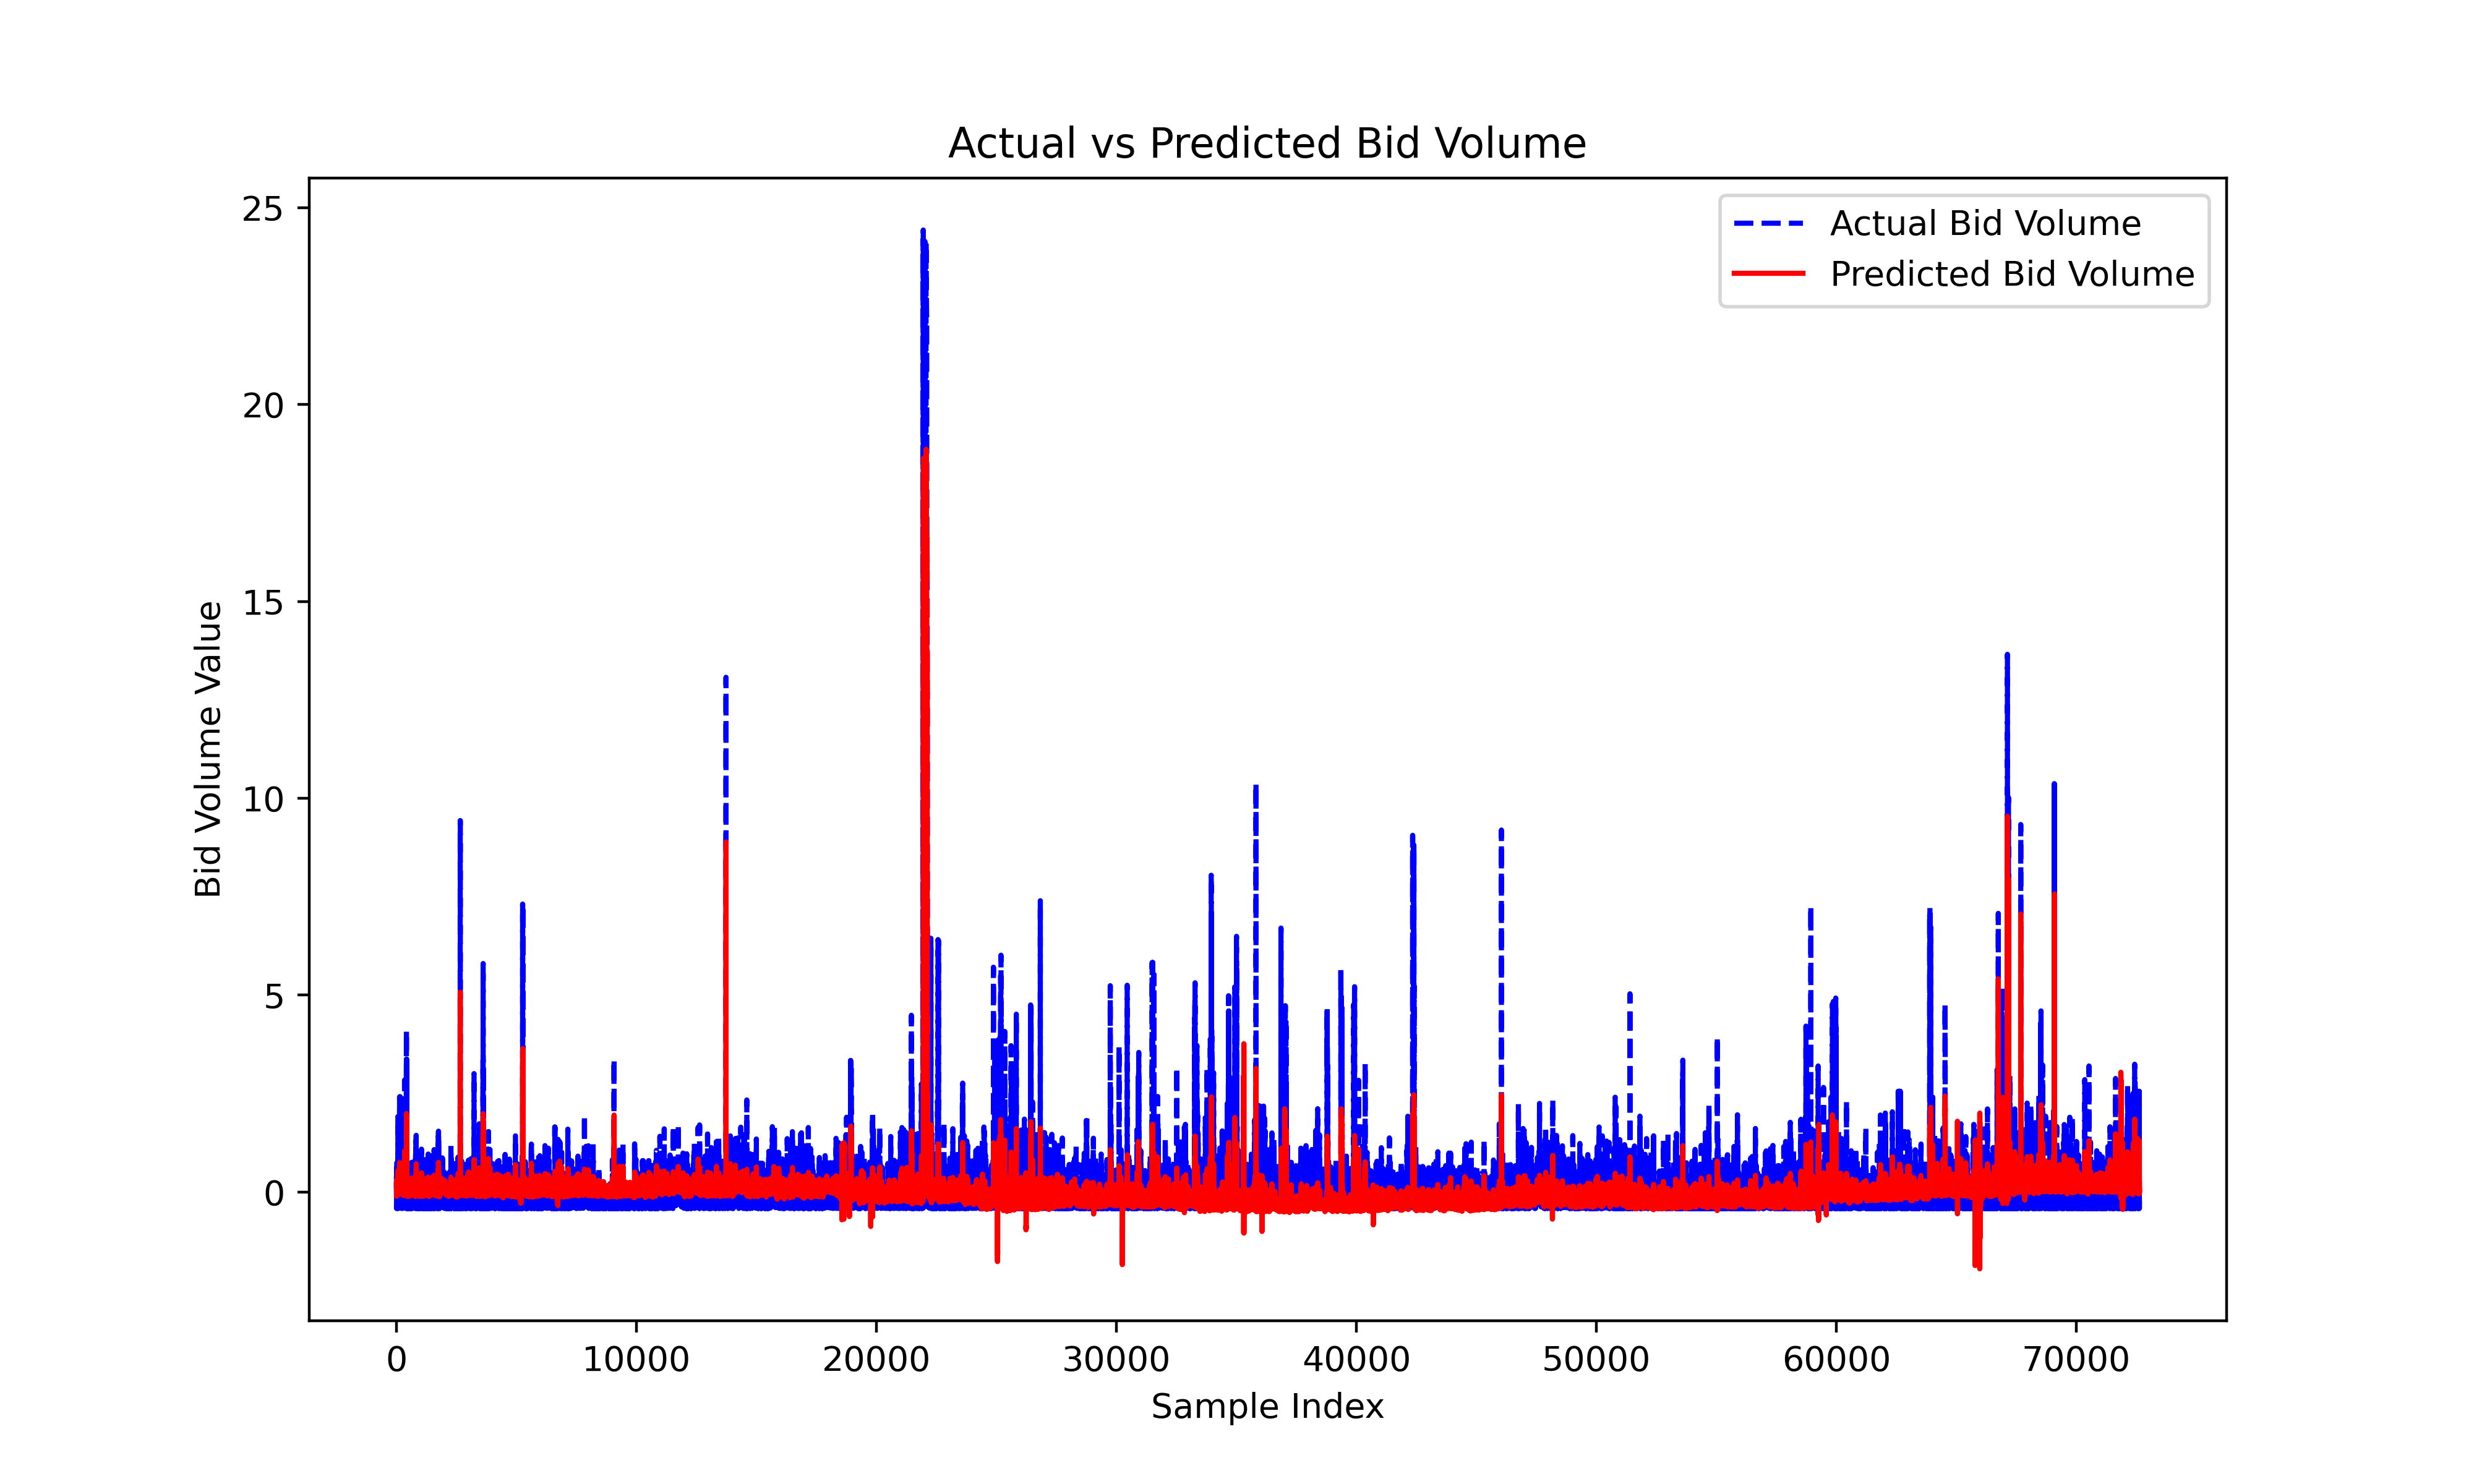 Actual vs Predicted Bid Volume
Actual Bid Volume
Predicted Bid Volume
Bid Volume Value
25
20
15
10
5
0
0 10000 20000 30000 40000 50000 60000 70000
Sample Index